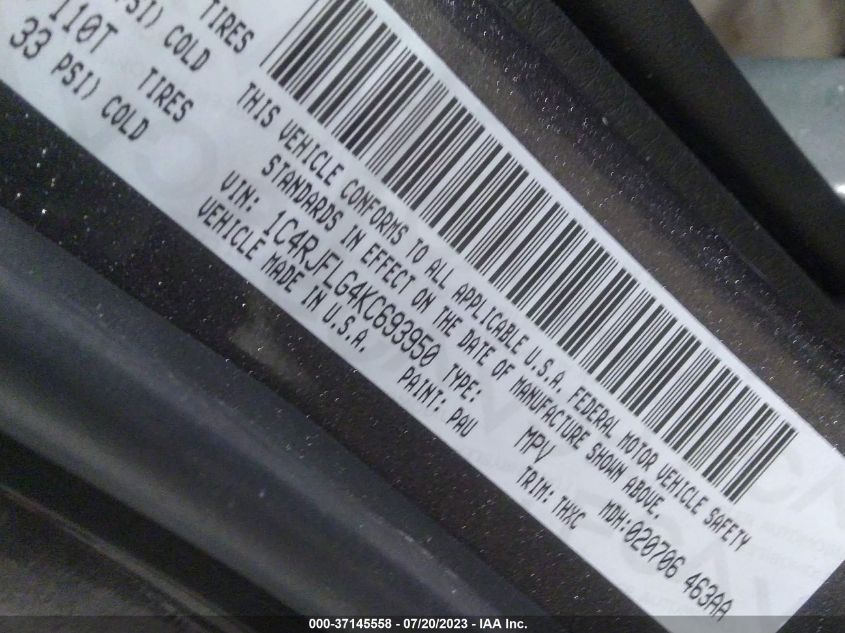 110T TIRES
PSI) COLD
TIRES
33 PSI) COLD
THIS VEHICLE CONFORMS TO ALL APPLICABLE U.S.A. FEDERAL MOTOR VEHICLE SAFETY
STANDARDS IN EFFECT ON THE DATE OF MANUFACTURE SHOWN ABOVE.
VIN: 1C4RJFLG4KC693950 TYPE: MPV MDH:020706 463AA
VEHICLE MADE IN U.S.A. PAINT: PAU TRIM: THXC
000-37145558 - 07/20/2023 - IAA Inc.